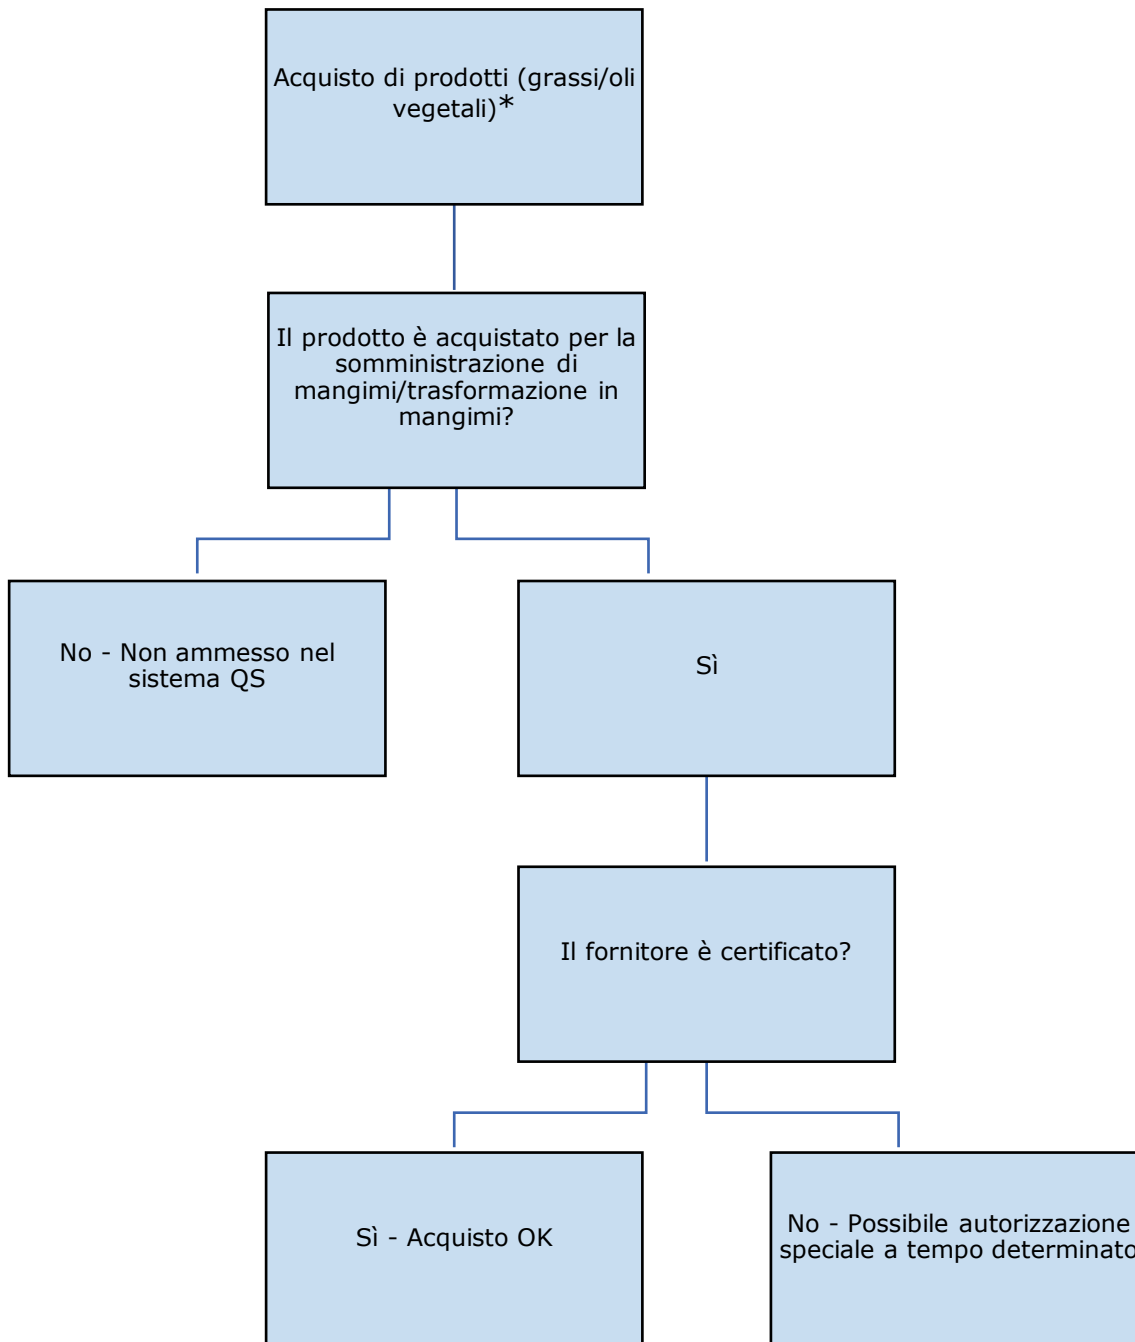 Acquisto di prodotti (grassi/oli
vegetali)*
Il prodotto è acquistato per la
somministrazione di
mangimi/trasformazione in
mangimi?
No - Non ammesso nel
sistema QS
Sì
Il fornitore è certificato?
Sì - Acquisto OK
No - Possibile autorizzazione
speciale a tempo determinato